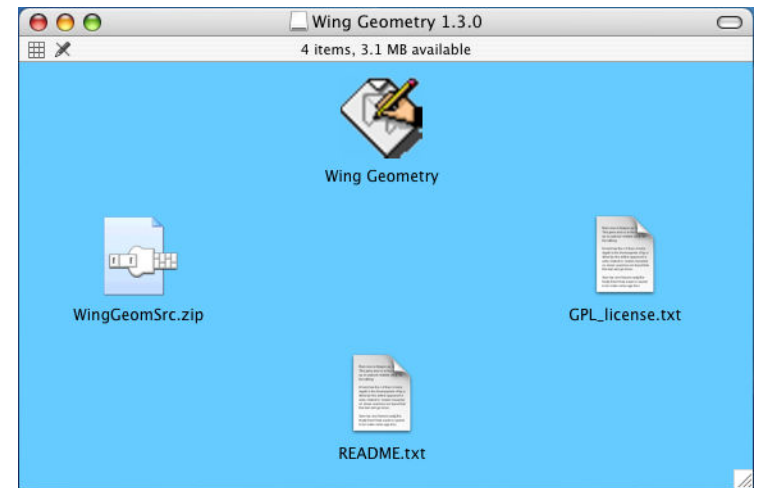 Wing Geometry 1.3.0
4 items, 3.1 MB available
Wing Geometry
WingGeomSrc.zip
GPL_license.txt
README.txt